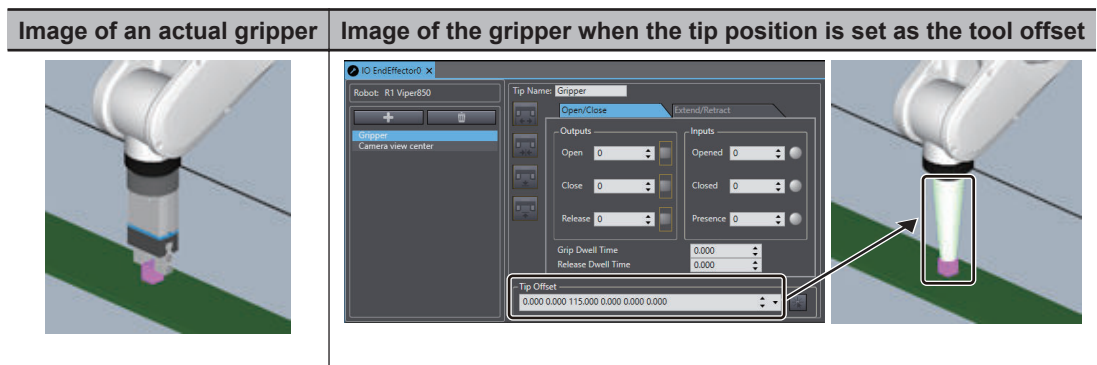 Image of an actual gripper
Image of the gripper when the tip position is set as the tool offset
IO EndEffector0
Robot: R1 Viper850
Gripper
Camera view center
Tip Name: Gripper
Open/Close
Extend/Retract
Outputs
Inputs
Open 0
Opened 0
Close 0
Closed 0
Release 0
Presence 0
Grip Dwell Time 0.000
Release Dwell Time 0.000
Tip Offset
0.000 0.000 115.000 0.000 0.000 0.000